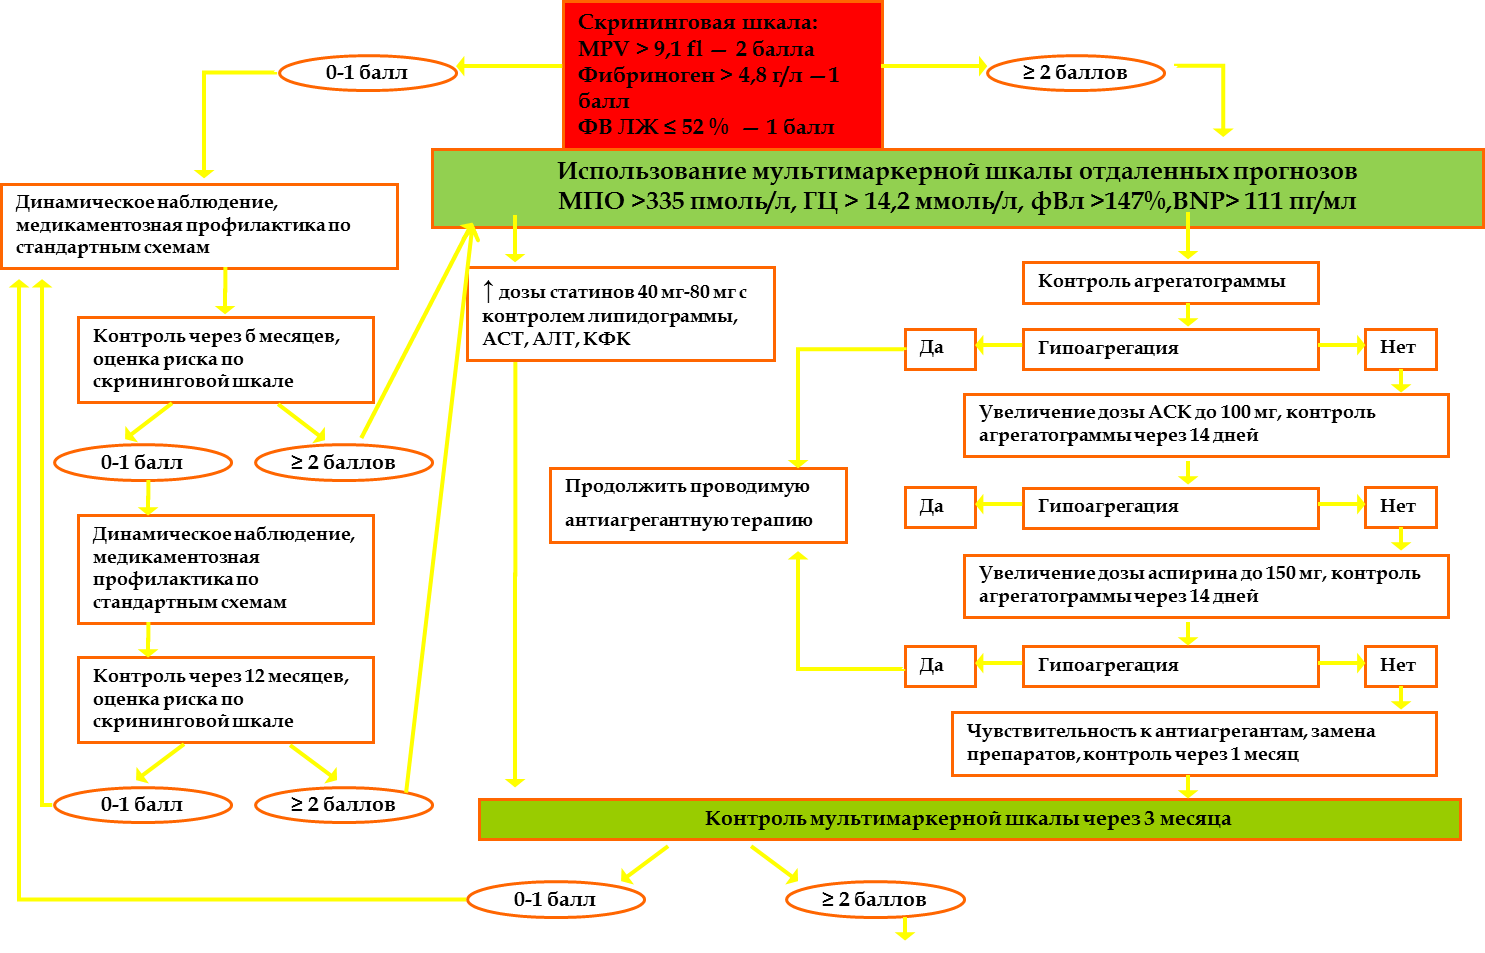 Скрининговая шкала:
MPV > 9,1 fl — 2 балла
Фибриноген > 4,8 г/л —1
балл
ФВ ЛЖ ≤ 52 % — 1 балл
0-1 балл
≥ 2 баллов
Использование мультимаркерной шкалы отдаленных прогнозов
МПО >335 пмоль/л, ГЦ > 14,2 ммоль/л, фВл >147%,BNP> 111 пг/мл
Динамическое наблюдение,
медикаментозная профилактика по
стандартным схемам
Контроль через 6 месяцев,
оценка риска по
скрининговой шкале
0-1 балл
≥ 2 баллов
Динамическое наблюдение,
медикаментозная
профилактика по
стандартным схемам
Контроль через 12 месяцев,
оценка риска по
скрининговой шкале
0-1 балл
≥ 2 баллов
↑ дозы статинов 40 мг-80 мг с
контролем липидограммы,
АСТ, АЛТ, КФК
Контроль агрегатограммы
Да
Гипоагрегация
Нет
Увеличение дозы АСК до 100 мг, контроль
агрегатограммы через 14 дней
Продолжить проводимую
антиагрегантную терапию
Да
Гипоагрегация
Нет
Увеличение дозы аспирина до 150 мг, контроль
агрегатограммы через 14 дней
Да
Гипоагрегация
Нет
Чувствительность к антиагрегантам, замена
препаратов, контроль через 1 месяц
Контроль мультимаркерной шкалы через 3 месяца
0-1 балл
≥ 2 баллов